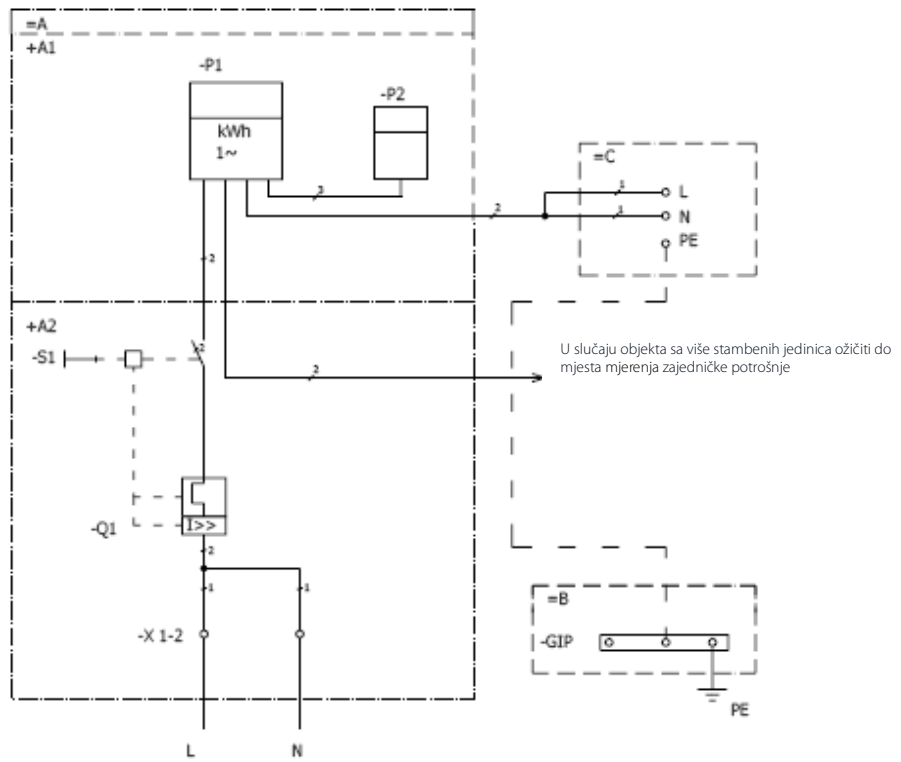 =A
+A1
-P1
-P2
kWh
1~
=C
1
L
3
2
1
N
PE
2
+A2
2
-S1
U slučaju objekta sa više stambenih jedinica ožičiti do
mjesta mjerenja zajedničke potrošnje
2
-Q1
I>>
2
1
1
=B
-X 1-2
-GIP
PE
L
N